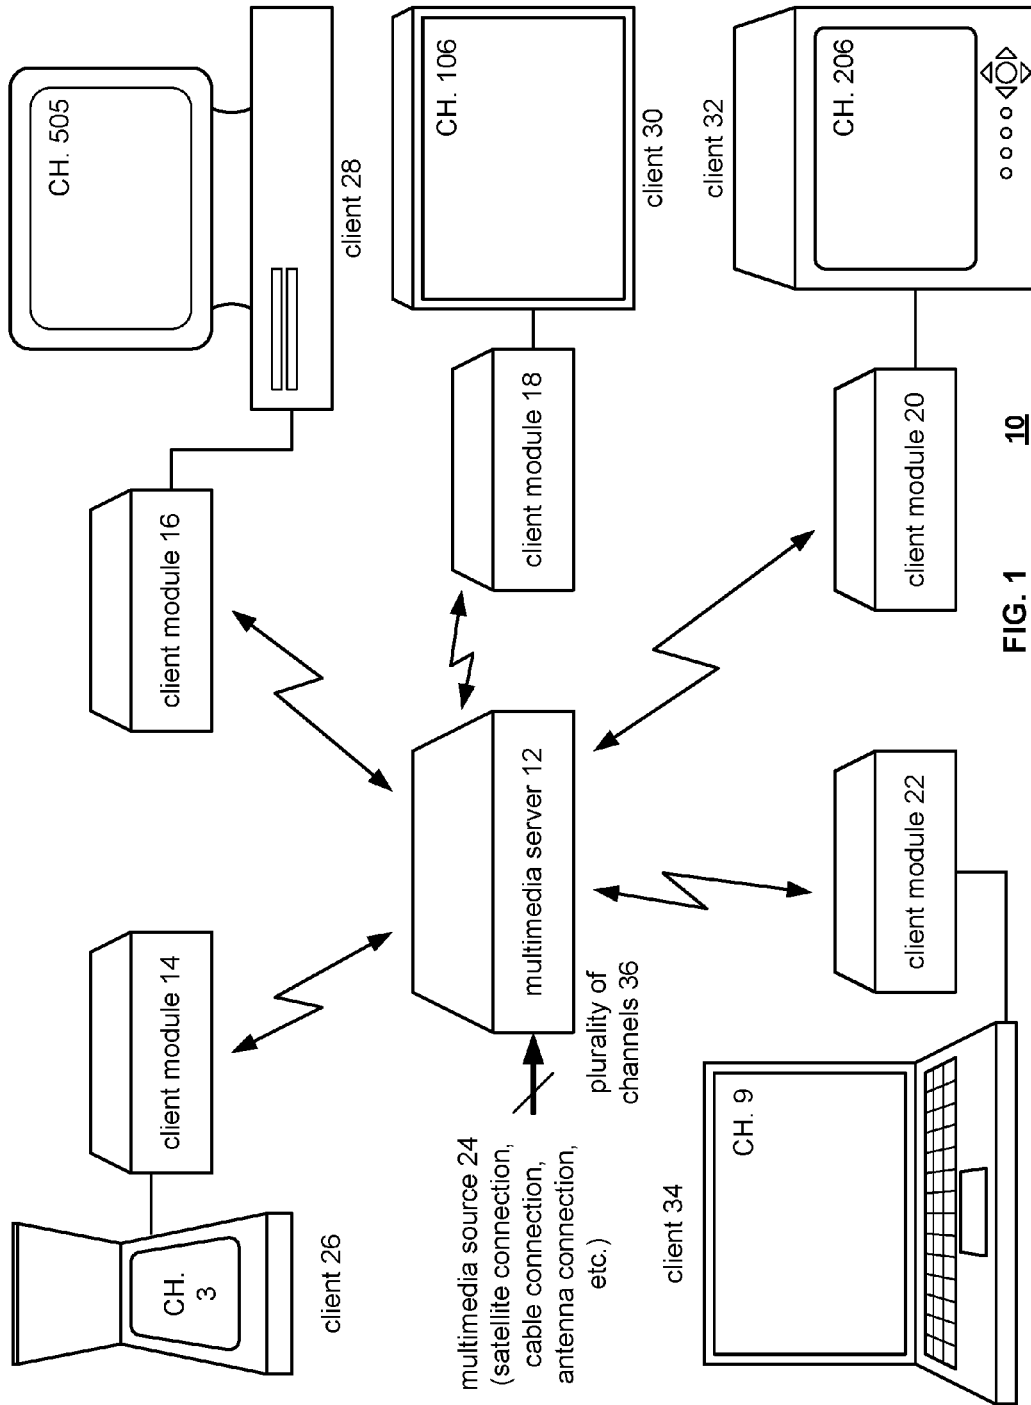 CH. 3
client 26
client module 14
client module 16
CH. 505
client 28
multimedia source 24
(satellite connection,
cable connection,
antenna connection,
etc.)
plurality of
channels 36
multimedia server 12
client module 18
CH. 106
client 30
client 34
CH. 9
client module 22
client module 20
client 32
CH. 206
FIG. 1
10